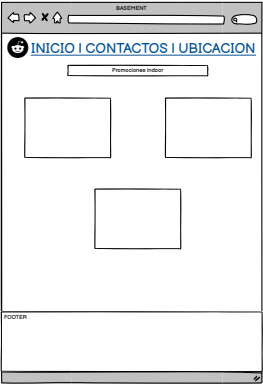 BASEMENT
INICIO | CONTACTOS | UBICACION
Promociones indoor
FOOTER